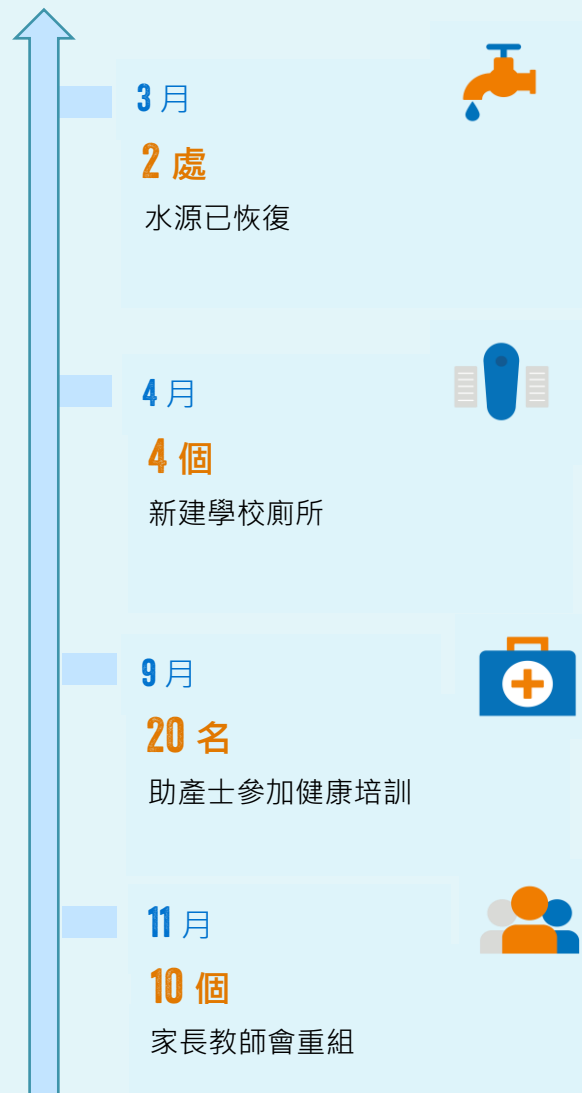 3 月
2 處
水源已恢復
4 月
4 個
新建學校廁所
9 月
20 名
助產士參加健康培訓
11 月
10 個
家長教師會重組